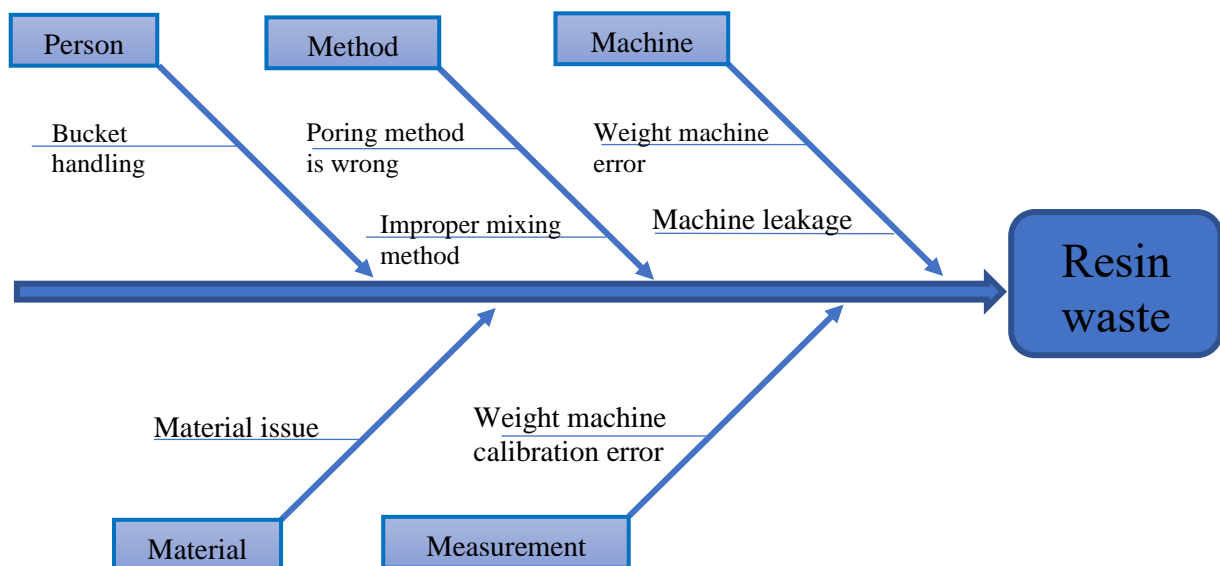 Person
Method
Machine
Bucket
handling
Poring method
is wrong
Weight machine
error
Improper mixing
method
Machine leakage
Resin
waste
Material issue
Weight machine
calibration error
Material
Measurement